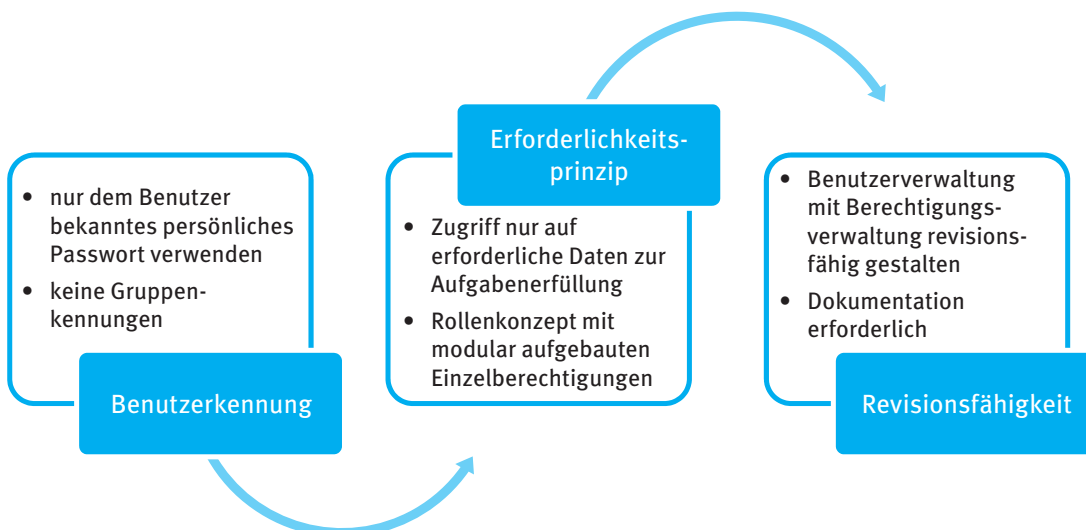 • nur dem Benutzer
bekanntes persönliches
Passwort verwenden
• keine Gruppen-
kennungen
Benutzerkennung
Erforderlichkeits-
prinzip
• Zugriff nur auf
erforderliche Daten zur
Aufgabenerfüllung
• Rollenkonzept mit
modular aufgebauten
Einzelberechtigungen
• Benutzerverwaltung
mit Berechtigungs-
verwaltung revisions-
fähig gestalten
• Dokumentation
erforderlich
Revisionsfähigkeit